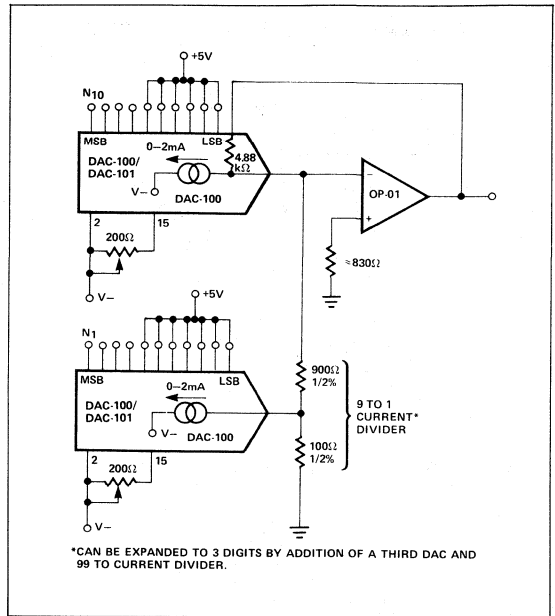 +5V
N10
MSB
LSB
0–2mA
4.88
kΩ
DAC-100/
DAC-101
V–
DAC-100
–
OP-01
+
2
15
200Ω
≈830Ω
V–
+5V
N1
MSB
LSB
0–2mA
900Ω
1/2%
DAC-100/
DAC-101
V–
DAC-100
9 TO 1
CURRENT*
DIVIDER
100Ω
1/2%
2
15
200Ω
V–
*CAN BE EXPANDED TO 3 DIGITS BY ADDITION OF A THIRD DAC AND
99 TO CURRENT DIVIDER.